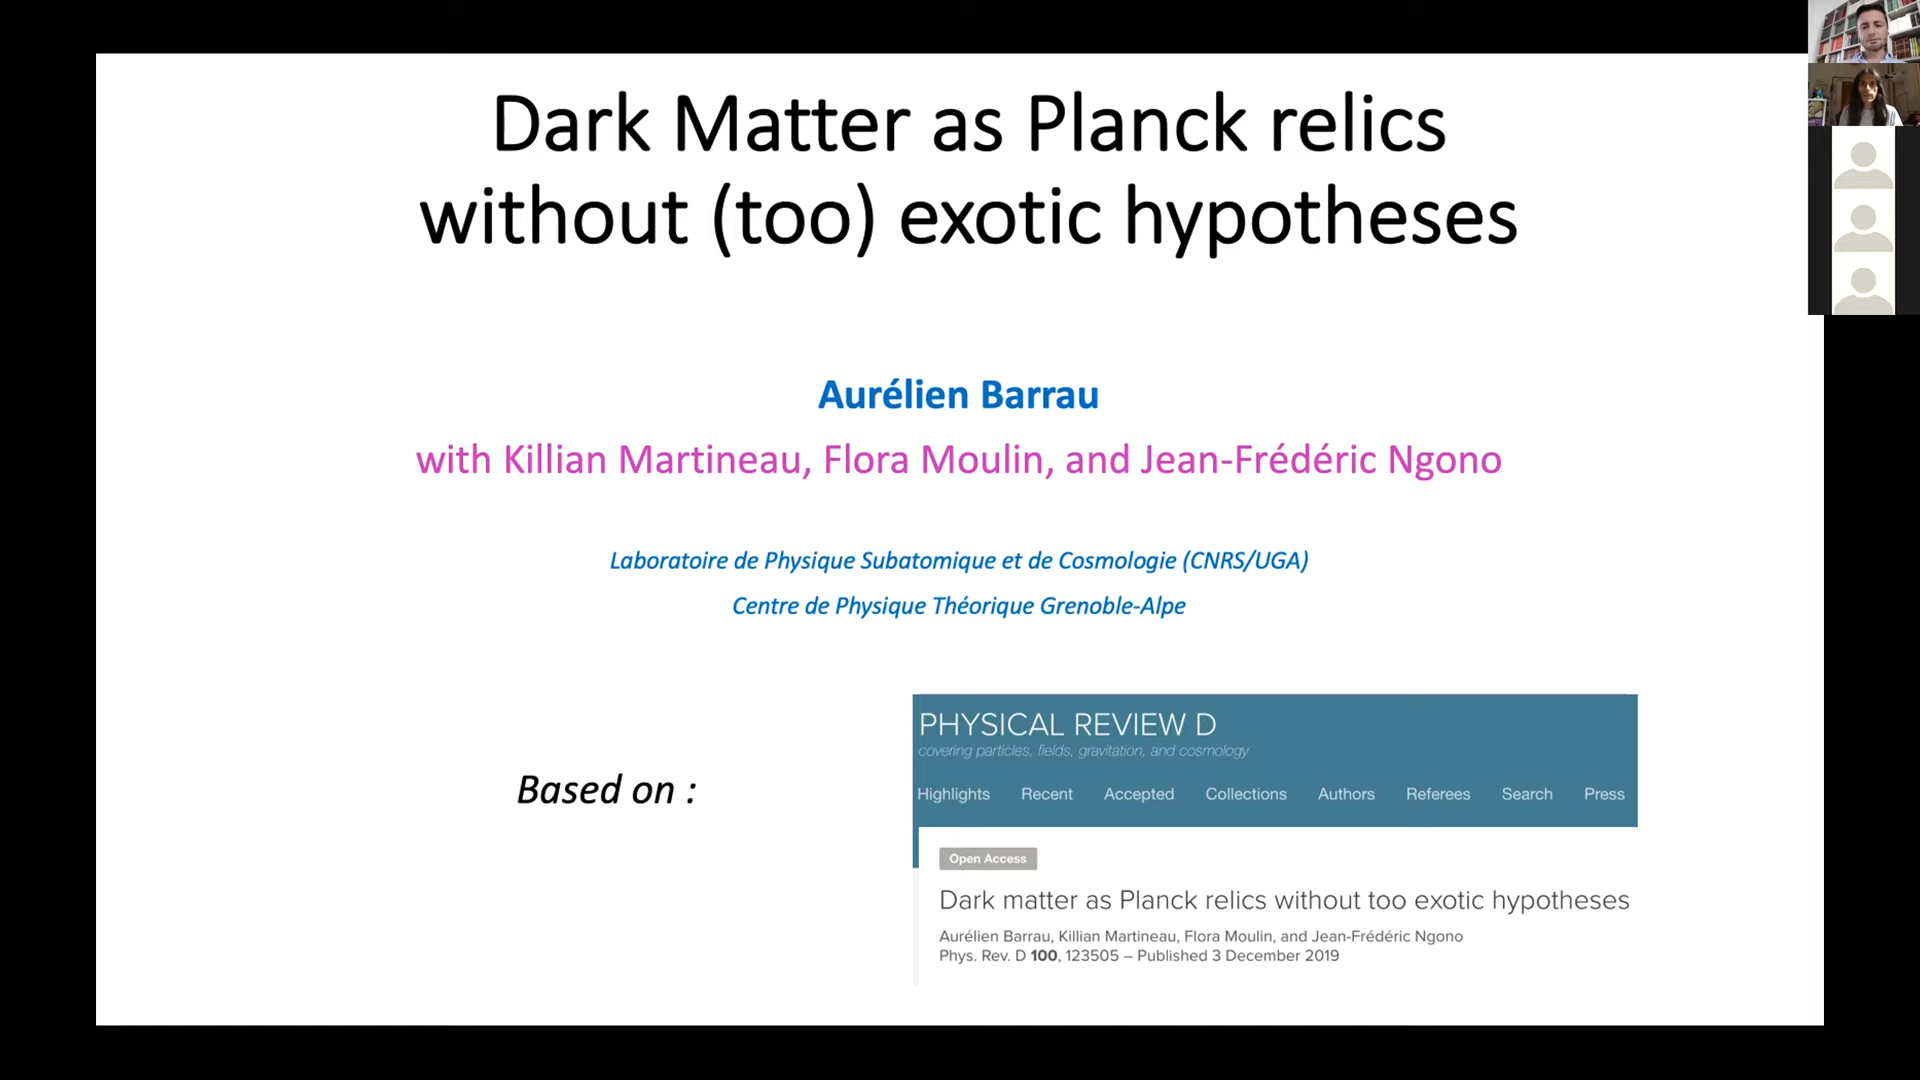 Dark Matter as Planck relics
without (too) exotic hypotheses
Aurélien Barrau
with Killian Martineau, Flora Moulin, and Jean-Frédéric Ngono
Laboratoire de Physique Subatomique et de Cosmologie (CNRS/UGA)
Centre de Physique Théorique Grenoble-Alpe
Based on :
PHYSICAL REVIEW D
covering particles, fields, gravitation, and cosmology
Highlights Recent Accepted Collections Authors Referees Search Press
Open Access
Dark matter as Planck relics without too exotic hypotheses
Aurélien Barrau, Killian Martineau, Flora Moulin, and Jean-Frédéric Ngono
Phys. Rev. D 100, 123505 – Published 3 December 2019